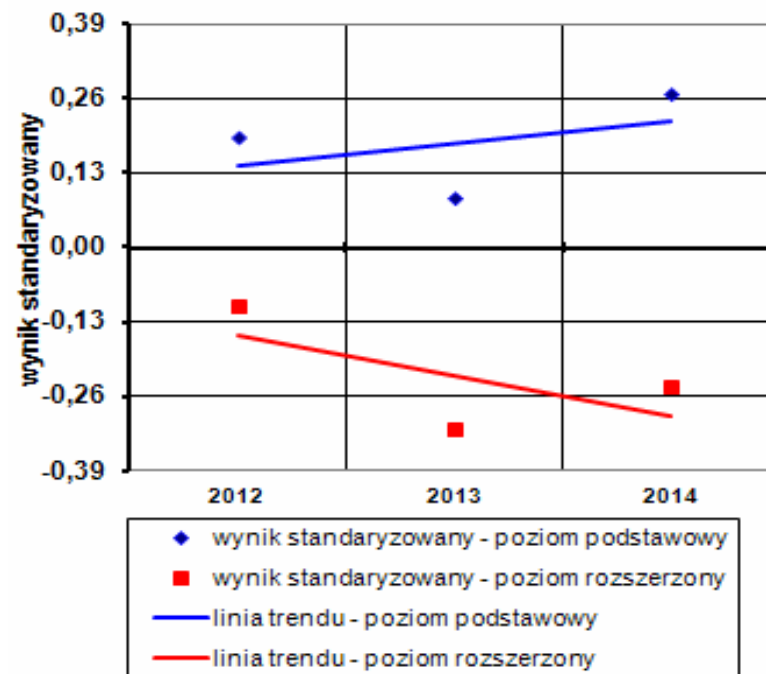 0,39
0,26
0,13
0,00
-0,13
-0,26
-0,39
wynik standaryzowany
2012 2013 2014
wynik standaryzowany - poziom podstawowy
wynik standaryzowany - poziom rozszerzony
linia trendu - poziom podstawowy
linia trendu - poziom rozszerzony